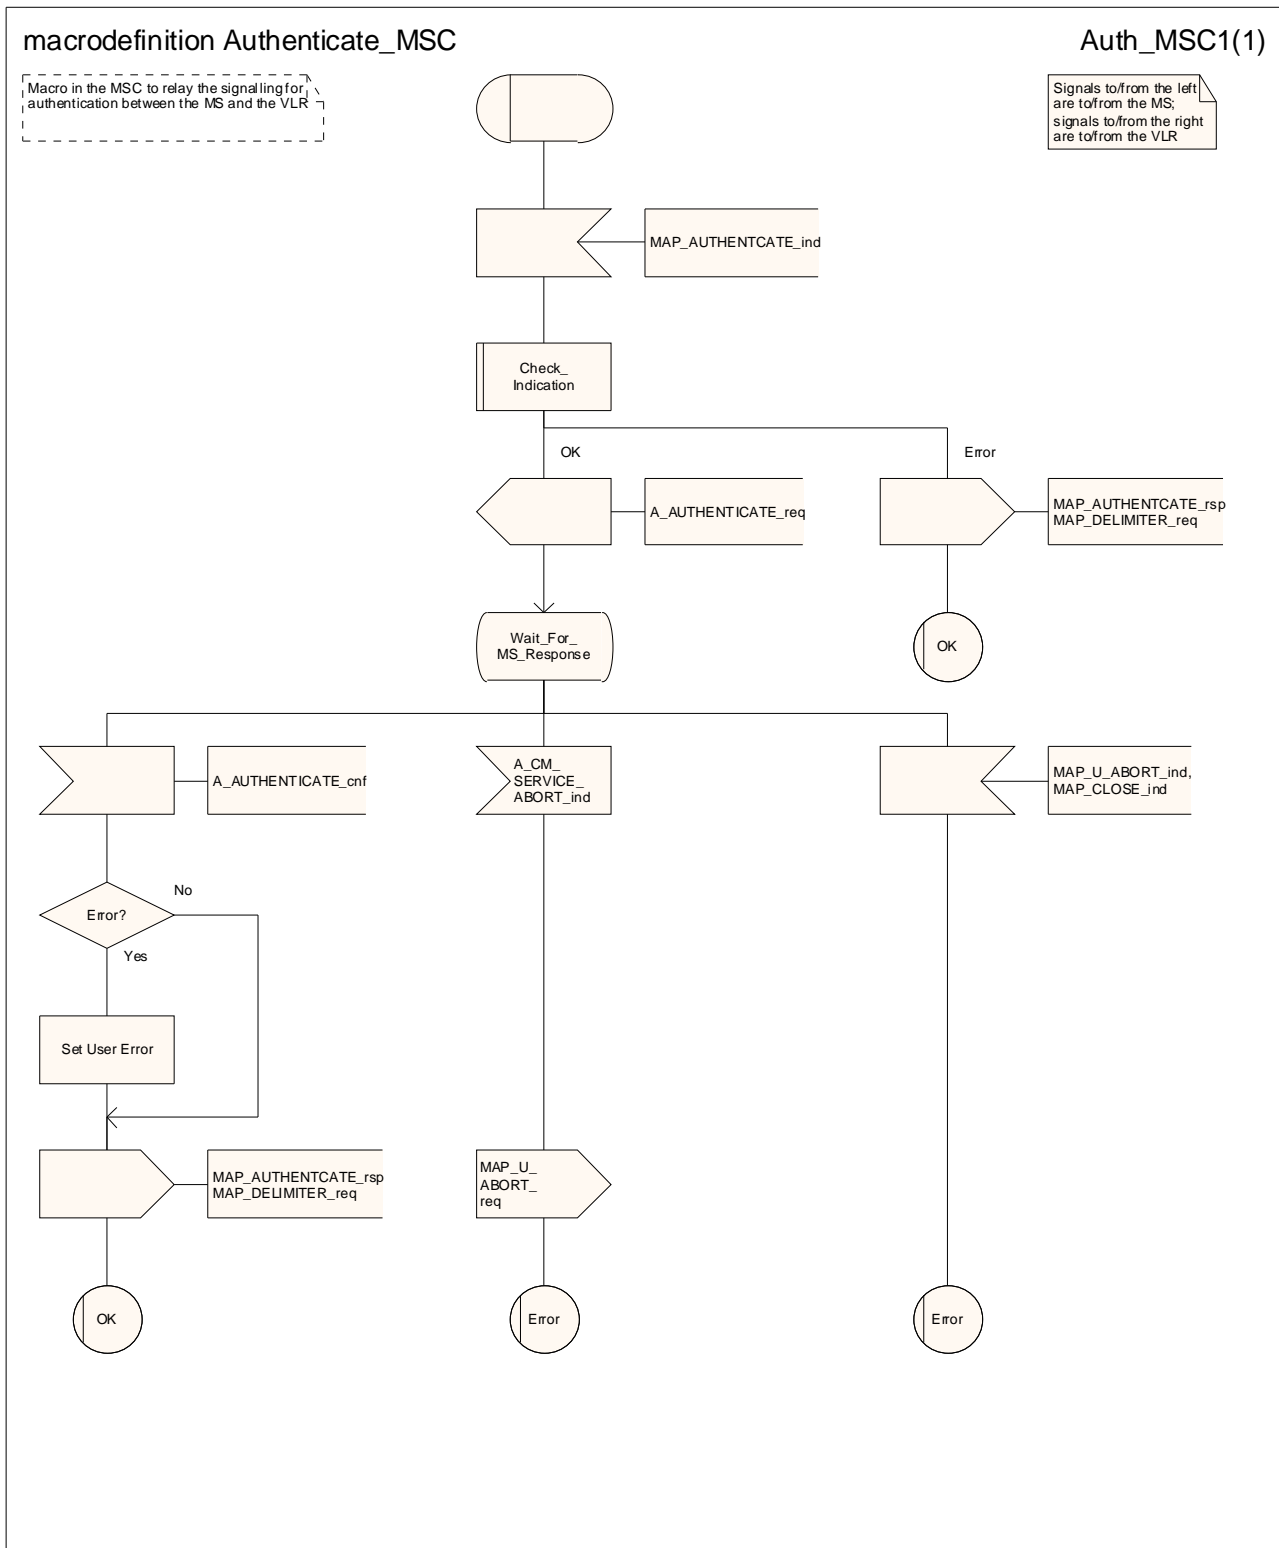 macrodefinition Authenticate_MSC
Auth_MSC1(1)
Macro in the MSC to relay the signalling for
authentication between the MS and the VLR
Signals to/from the left
are to/from the MS;
signals to/from the right
are to/from the VLR
MAP_AUTHENTCATE_ind
Check_
Indication
OK
Error
A_AUTHENTICATE_req
MAP_AUTHENTCATE_rsp
MAP_DELIMITER_req
Wait_For_
MS_Response
OK
A_AUTHENTICATE_cnf
A_CM_
SERVICE_
ABORT_ind
MAP_U_ABORT_ind,
MAP_CLOSE_ind
No
Error?
Yes
Set User Error
MAP_AUTHENTCATE_rsp
MAP_DELIMITER_req
MAP_U_
ABORT_
req
OK
Error
Error